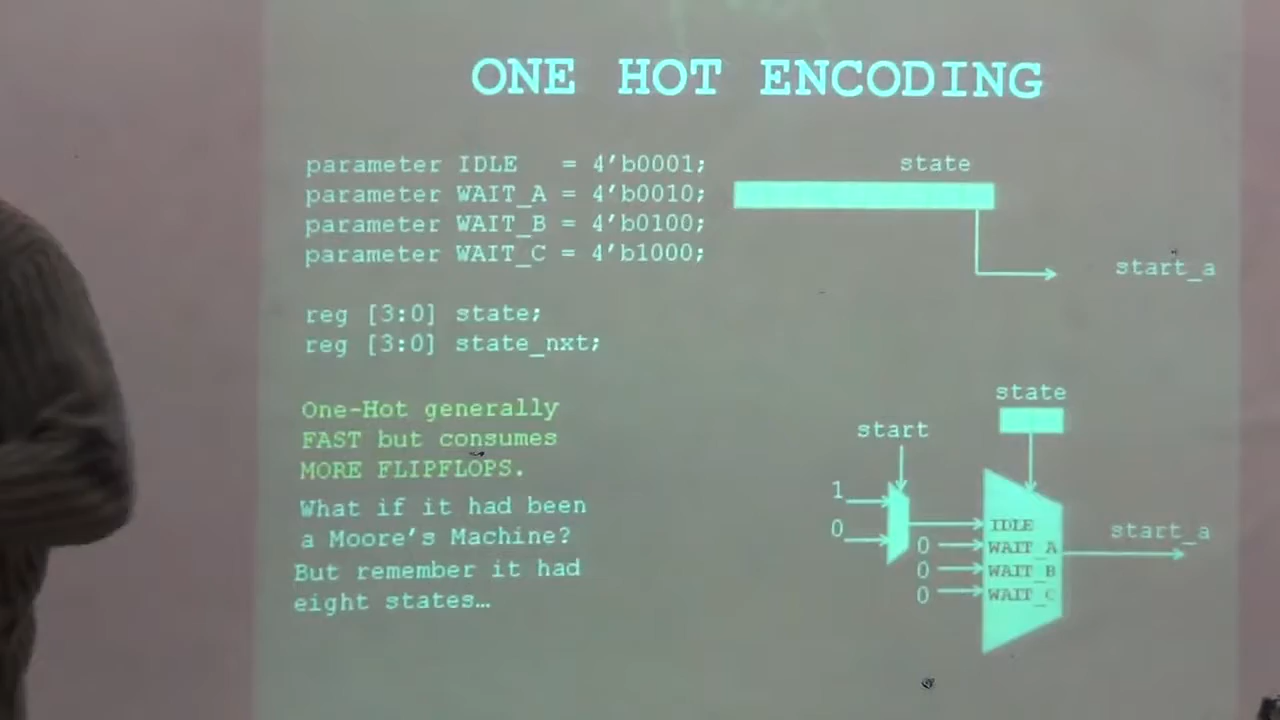 ONE HOT ENCODING
parameter IDLE = 4'b0001;
parameter WAIT_A = 4'b0010;
parameter WAIT_B = 4'b0100;
parameter WAIT_C = 4'b1000;
reg [3:0] state;
reg [3:0] state_nxt;
One-Hot generally
FAST but consumes
MORE FLIPFLOPS.
What if it had been
a Moore's Machine?
But remember it had
eight states…
state
start_a
state
start
1
0
IDLE
0 WAIT_A
0 WAIT_B
0 WAIT_C
start_a